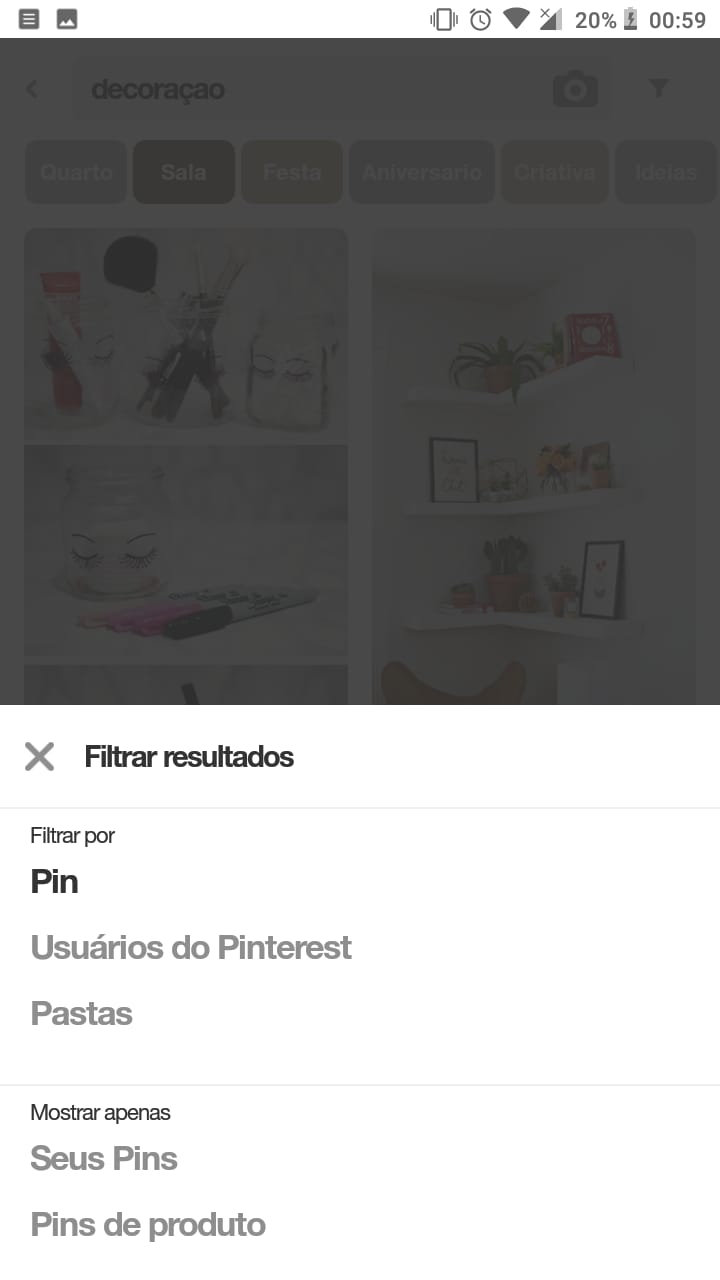 20% 00:59
decoraçao
Quarto Sala Festa Aniversario Criativa Ideias
Filtrar resultados
Filtrar por
Pin
Usuários do Pinterest
Pastas
Mostrar apenas
Seus Pins
Pins de produto